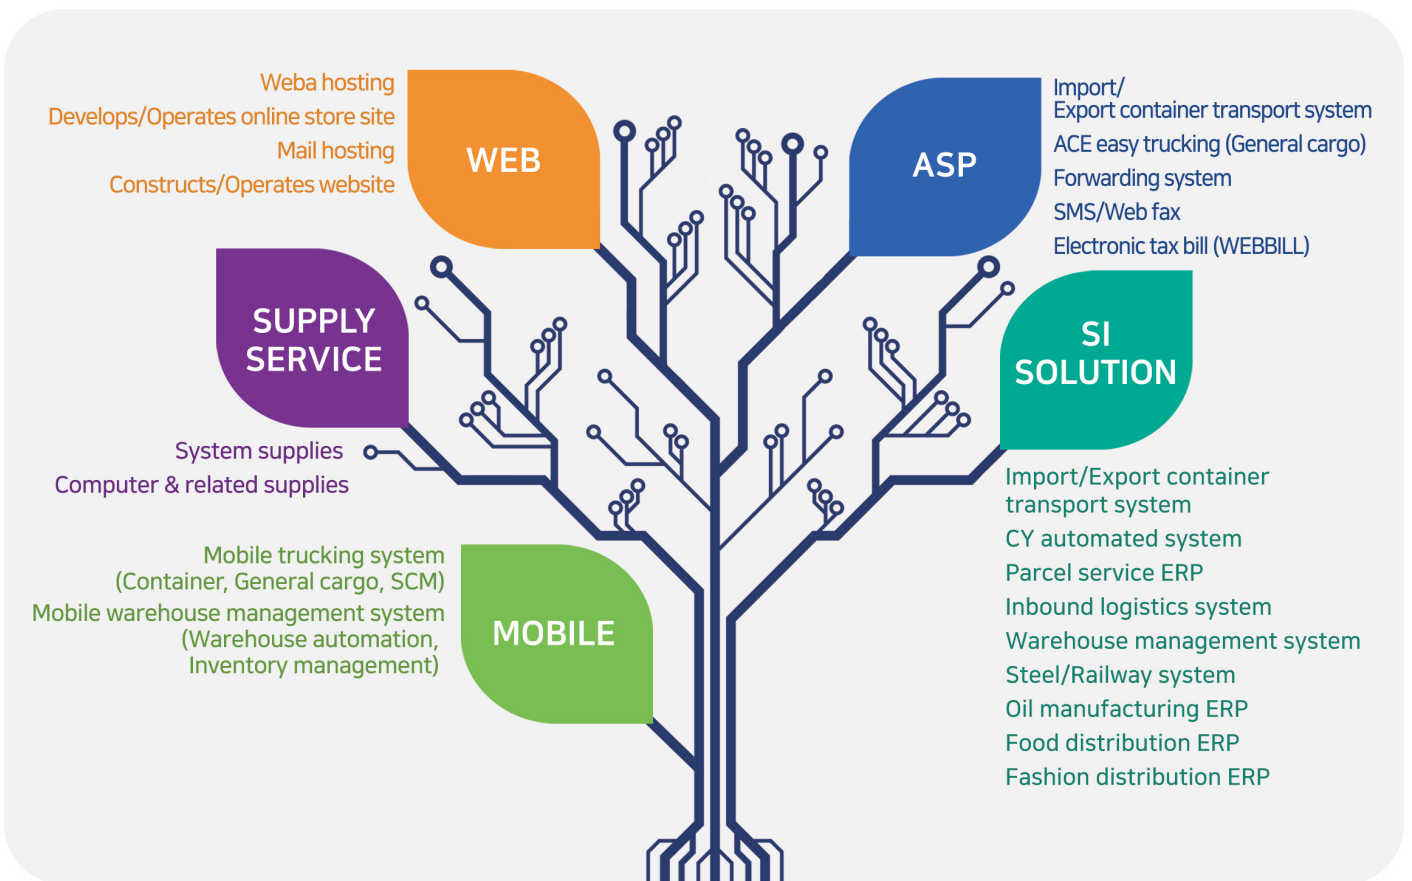 Weba hosting
Develops/Operates online store site
Mail hosting
Constructs/Operates website
WEB
ASP
Import/
Export container transport system
ACE easy trucking (General cargo)
Forwarding system
SMS/Web fax
Electronic tax bill (WEBBILL)
SUPPLY
SERVICE
System supplies
Computer & related supplies
SI
SOLUTION
Import/Export container
transport system
CY automated system
Parcel service ERP
Inbound logistics system
Warehouse management system
Steel/Railway system
Oil manufacturing ERP
Food distribution ERP
Fashion distribution ERP
Mobile trucking system
(Container, General cargo, SCM)
Mobile warehouse management system
(Warehouse automation,
Inventory management)
MOBILE